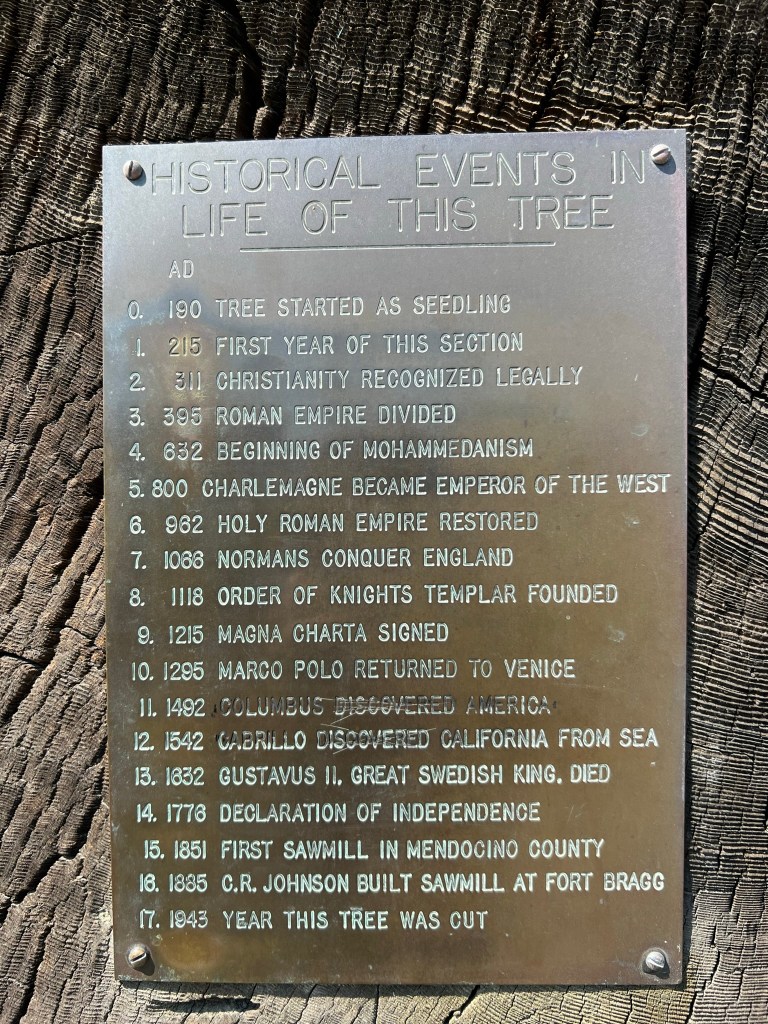 HISTORICAL EVENTS IN
LIFE OF THIS TREE
AD
0. 190 TREE STARTED AS SEEDLING
1. 215 FIRST YEAR OF THIS SECTION
2. 311 CHRISTIANITY RECOGNIZED LEGALLY
3. 395 ROMAN EMPIRE DIVIDED
4. 632 BEGINNING OF MOHAMMEDANISM
5. 800 CHARLEMAGNE BECAME EMPEROR OF THE WEST
6. 962 HOLY ROMAN EMPIRE RESTORED
7. 1066 NORMANS CONQUER ENGLAND
8. 1118 ORDER OF KNIGHTS TEMPLAR FOUNDED
9. 1215 MAGNA CHARTA SIGNED
10. 1295 MARCO POLO RETURNED TO VENICE
11. 1492 COLUMBUS DISCOVERED AMERICA
12. 1542 CABRILLO DISCOVERED CALIFORNIA FROM SEA
13. 1632 GUSTAVUS II, GREAT SWEDISH KING, DIED
14. 1776 DECLARATION OF INDEPENDENCE
15. 1851 FIRST SAWMILL IN MENDOCINO COUNTY
16. 1885 C.R. JOHNSON BUILT SAWMILL AT FORT BRAGG
17. 1943 YEAR THIS TREE WAS CUT